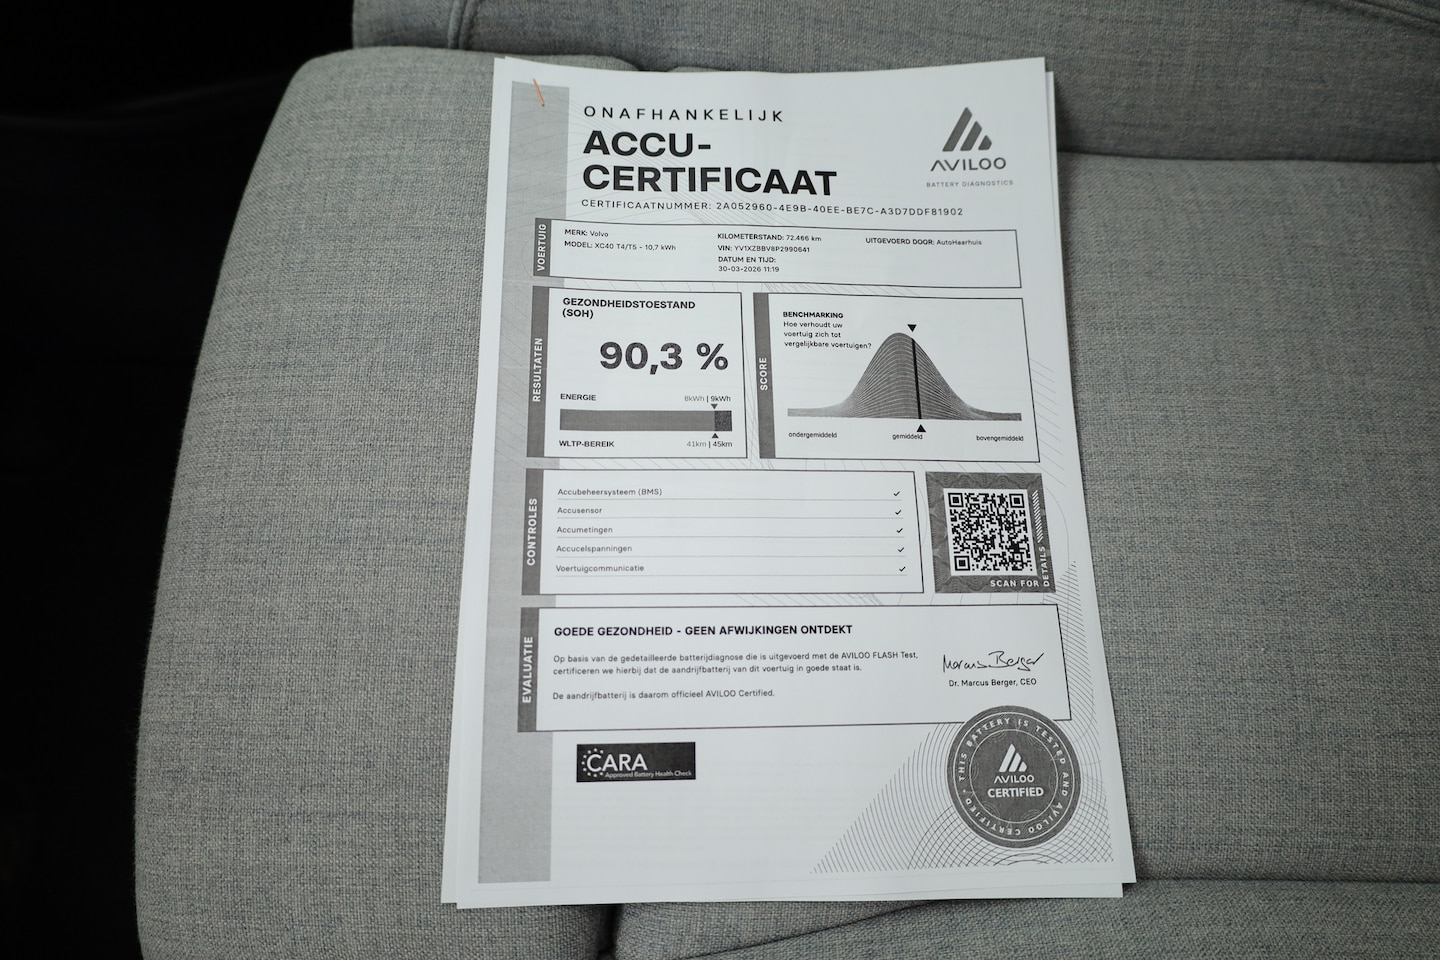 ONAFHANKELIJK
ACCU-
CERTIFICAAT
CERTIFICAATNUMMER: 2A052960-4E9B-40EE-BE7C-A3D7DDF81902
AVILOO
BATTERY DIAGNOSTICS
VOERTUIG
MERK: Volvo
MODEL: XC40 T4/T5 - 10,7 kWh
KILOMETERSTAND: 72.466 km
VIN: YV1XZBBV8P2990641
DATUM EN TIJD:
30-03-2026 11:19
UITGEVOERD DOOR: AutoHaarhuis
RESULTATEN
GEZONDHEIDSTOESTAND
(SOH)
90,3 %
ENERGIE
8kWh | 9kWh
WLTP-BEREIK
41km | 45km
SCORE
BENCHMARKING
Hoe verhoudt uw
voertuig zich tot
vergelijkbare voertuigen?
ondergemiddeld
gemiddeld
bovengemiddeld
CONTROLES
Accubeheersysteem (BMS)
Accusensor
Accumetingen
Accucelspanningen
Voertuigcommunicatie
SCAN FOR
DETAILS
EVALUATIE
GOEDE GEZONDHEID - GEEN AFWIJKINGEN ONTDEKT
Op basis van de gedetailleerde batterijdiagnose die is uitgevoerd met de AVILOO FLASH Test,
certificeren we hierbij dat de aandrijfbatterij van dit voertuig in goede staat is.
De aandrijfbatterij is daarom officieel AVILOO Certified.
Marcus Berger
Dr. Marcus Berger, CEO
CARA
Approved Battery Health Check
THIS BATTERY IS TESTED AND AVILOO CERTIFIED
AVILOO
CERTIFIED